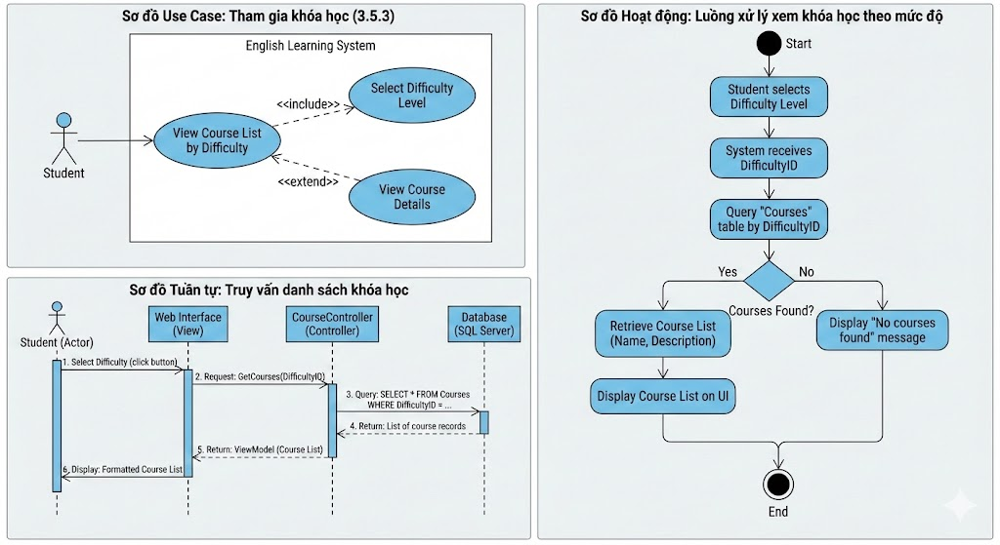 Sơ đồ Use Case: Tham gia khóa học (3.5.3)
English Learning System
Select Difficulty
Level
<<include>>
View Course List
by Difficulty
Student
<<extend>>
View Course
Details
Sơ đồ Tuần tự: Truy vấn danh sách khóa học
Student (Actor)
Web Interface
(View)
CourseController
(Controller)
Database
(SQL Server)
1. Select Difficulty (click button)
2. Request: GetCourses(DifficultyID)
3. Query: SELECT * FROM Courses
WHERE DifficultyID = ...
4. Return: List of course records
5. Return: ViewModel (Course List)
6. Display: Formatted Course List
Sơ đồ Hoạt động: Luồng xử lý xem khóa học theo mức độ
Start
Student selects
Difficulty Level
System receives
DifficultyID
Query "Courses"
table by DifficultyID
Yes
No
Courses Found?
Retrieve Course List
(Name, Description)
Display "No courses
found" message
Display Course List on UI
End